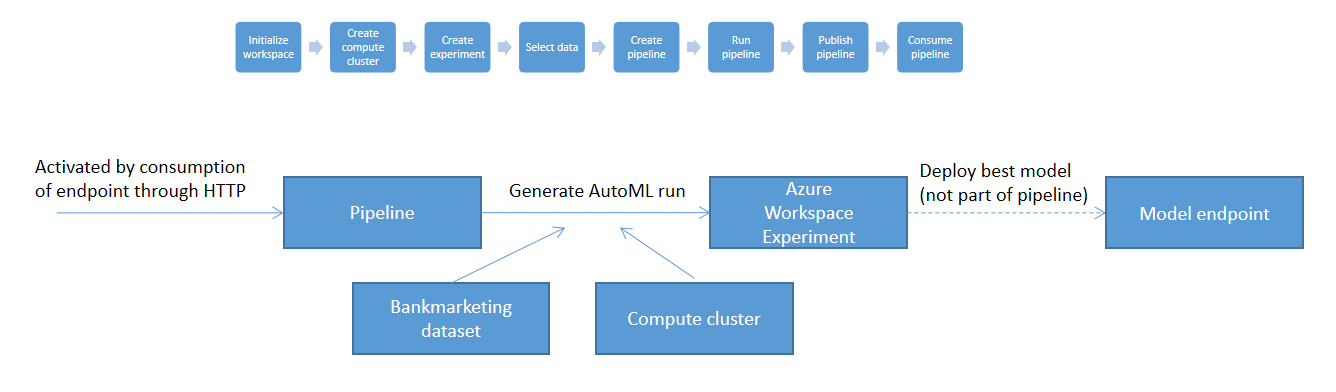 Initialize
workspace
Create
compute
cluster
Create
experiment
Select data
Create
pipeline
Run
pipeline
Publish
pipeline
Consume
pipeline
Activated by consumption
of endpoint through HTTP
Pipeline
Generate AutoML run
Azure
Workspace
Experiment
Deploy best model
(not part of pipeline)
Model endpoint
Bankmarketing
dataset
Compute cluster